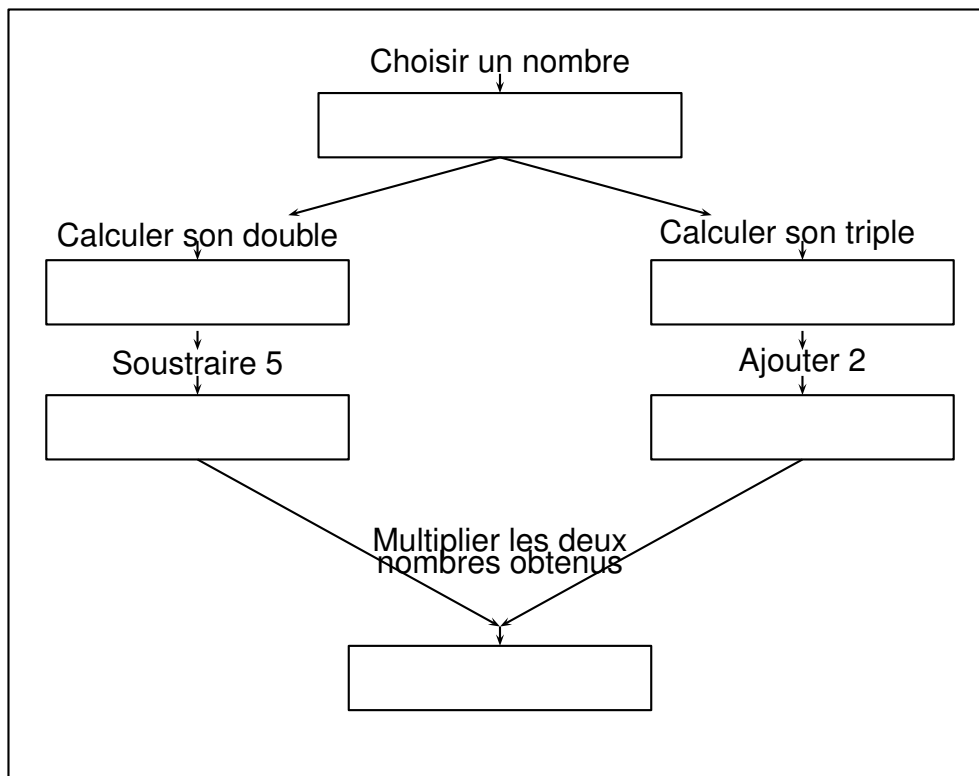 Choisir un nombre
Calculer son double
Calculer son triple
Soustraire 5
Ajouter 2
Multiplier les deux
nombres obtenus